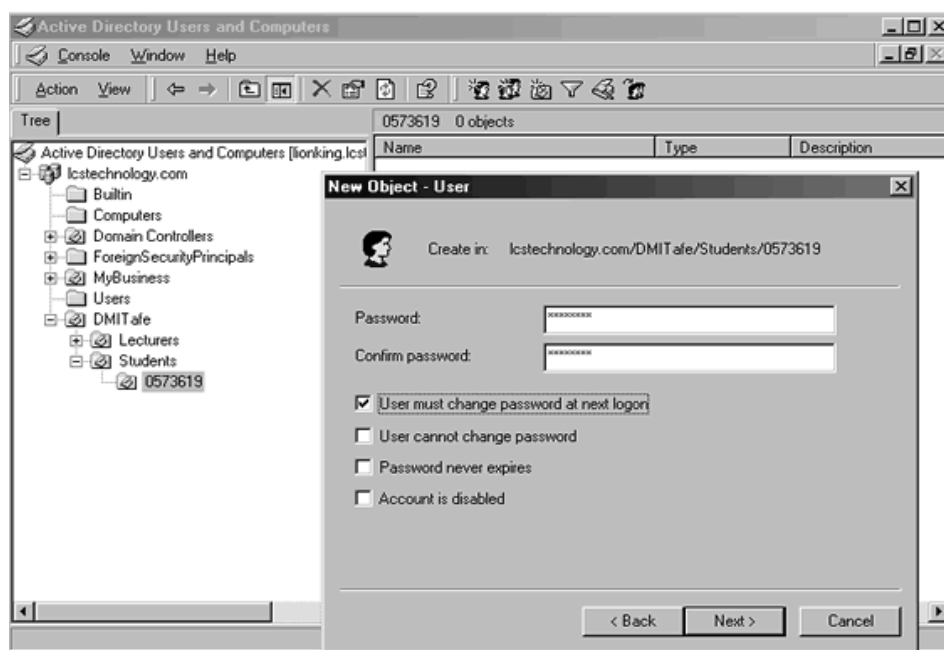 Active Directory Users and Computers
Console Window Help
Action View
Tree
0573619 0 objects
Active Directory Users and Computers [lionking.lcst
Name Type Description
lcstechnology.com
Builtin
Computers
Domain Controllers
ForeignSecurityPrincipals
MyBusiness
Users
DMITafe
Lecturers
Students
0573619
New Object - User
Create in: lcstechnology.com/DMITafe/Students/0573619
Password: ********
Confirm password: ********
User must change password at next logon
User cannot change password
Password never expires
Account is disabled
< Back Next > Cancel